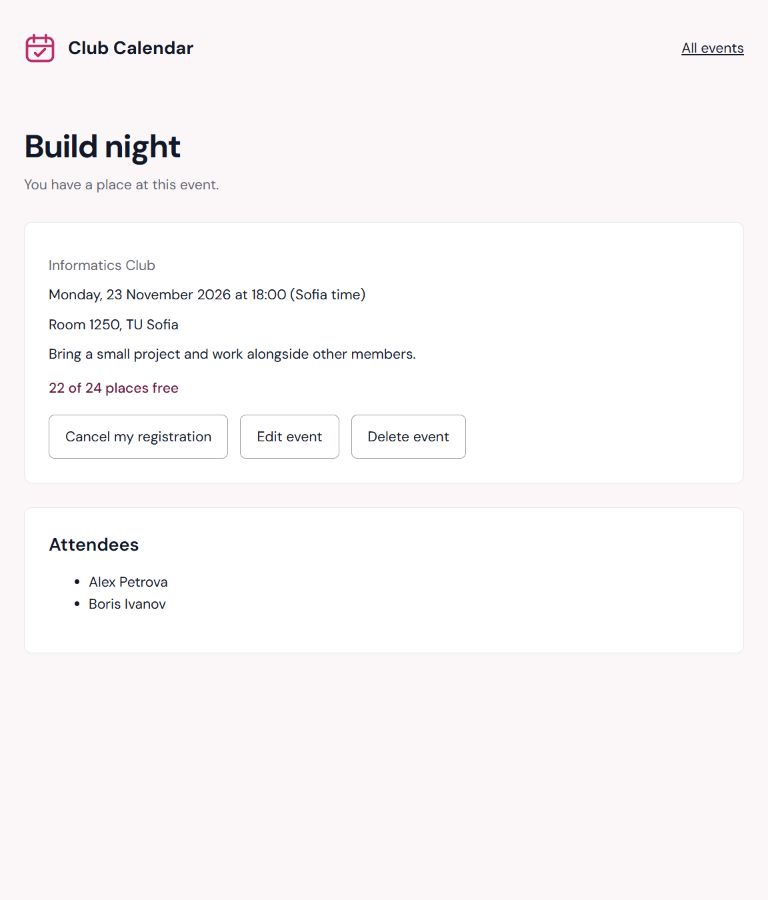 Club Calendar
All events
Build night
You have a place at this event.
Informatics Club
Monday, 23 November 2026 at 18:00 (Sofia time)
Room 1250, TU Sofia
Bring a small project and work alongside other members.
22 of 24 places free
Cancel my registration
Edit event
Delete event
Attendees
Alex Petrova
Boris Ivanov